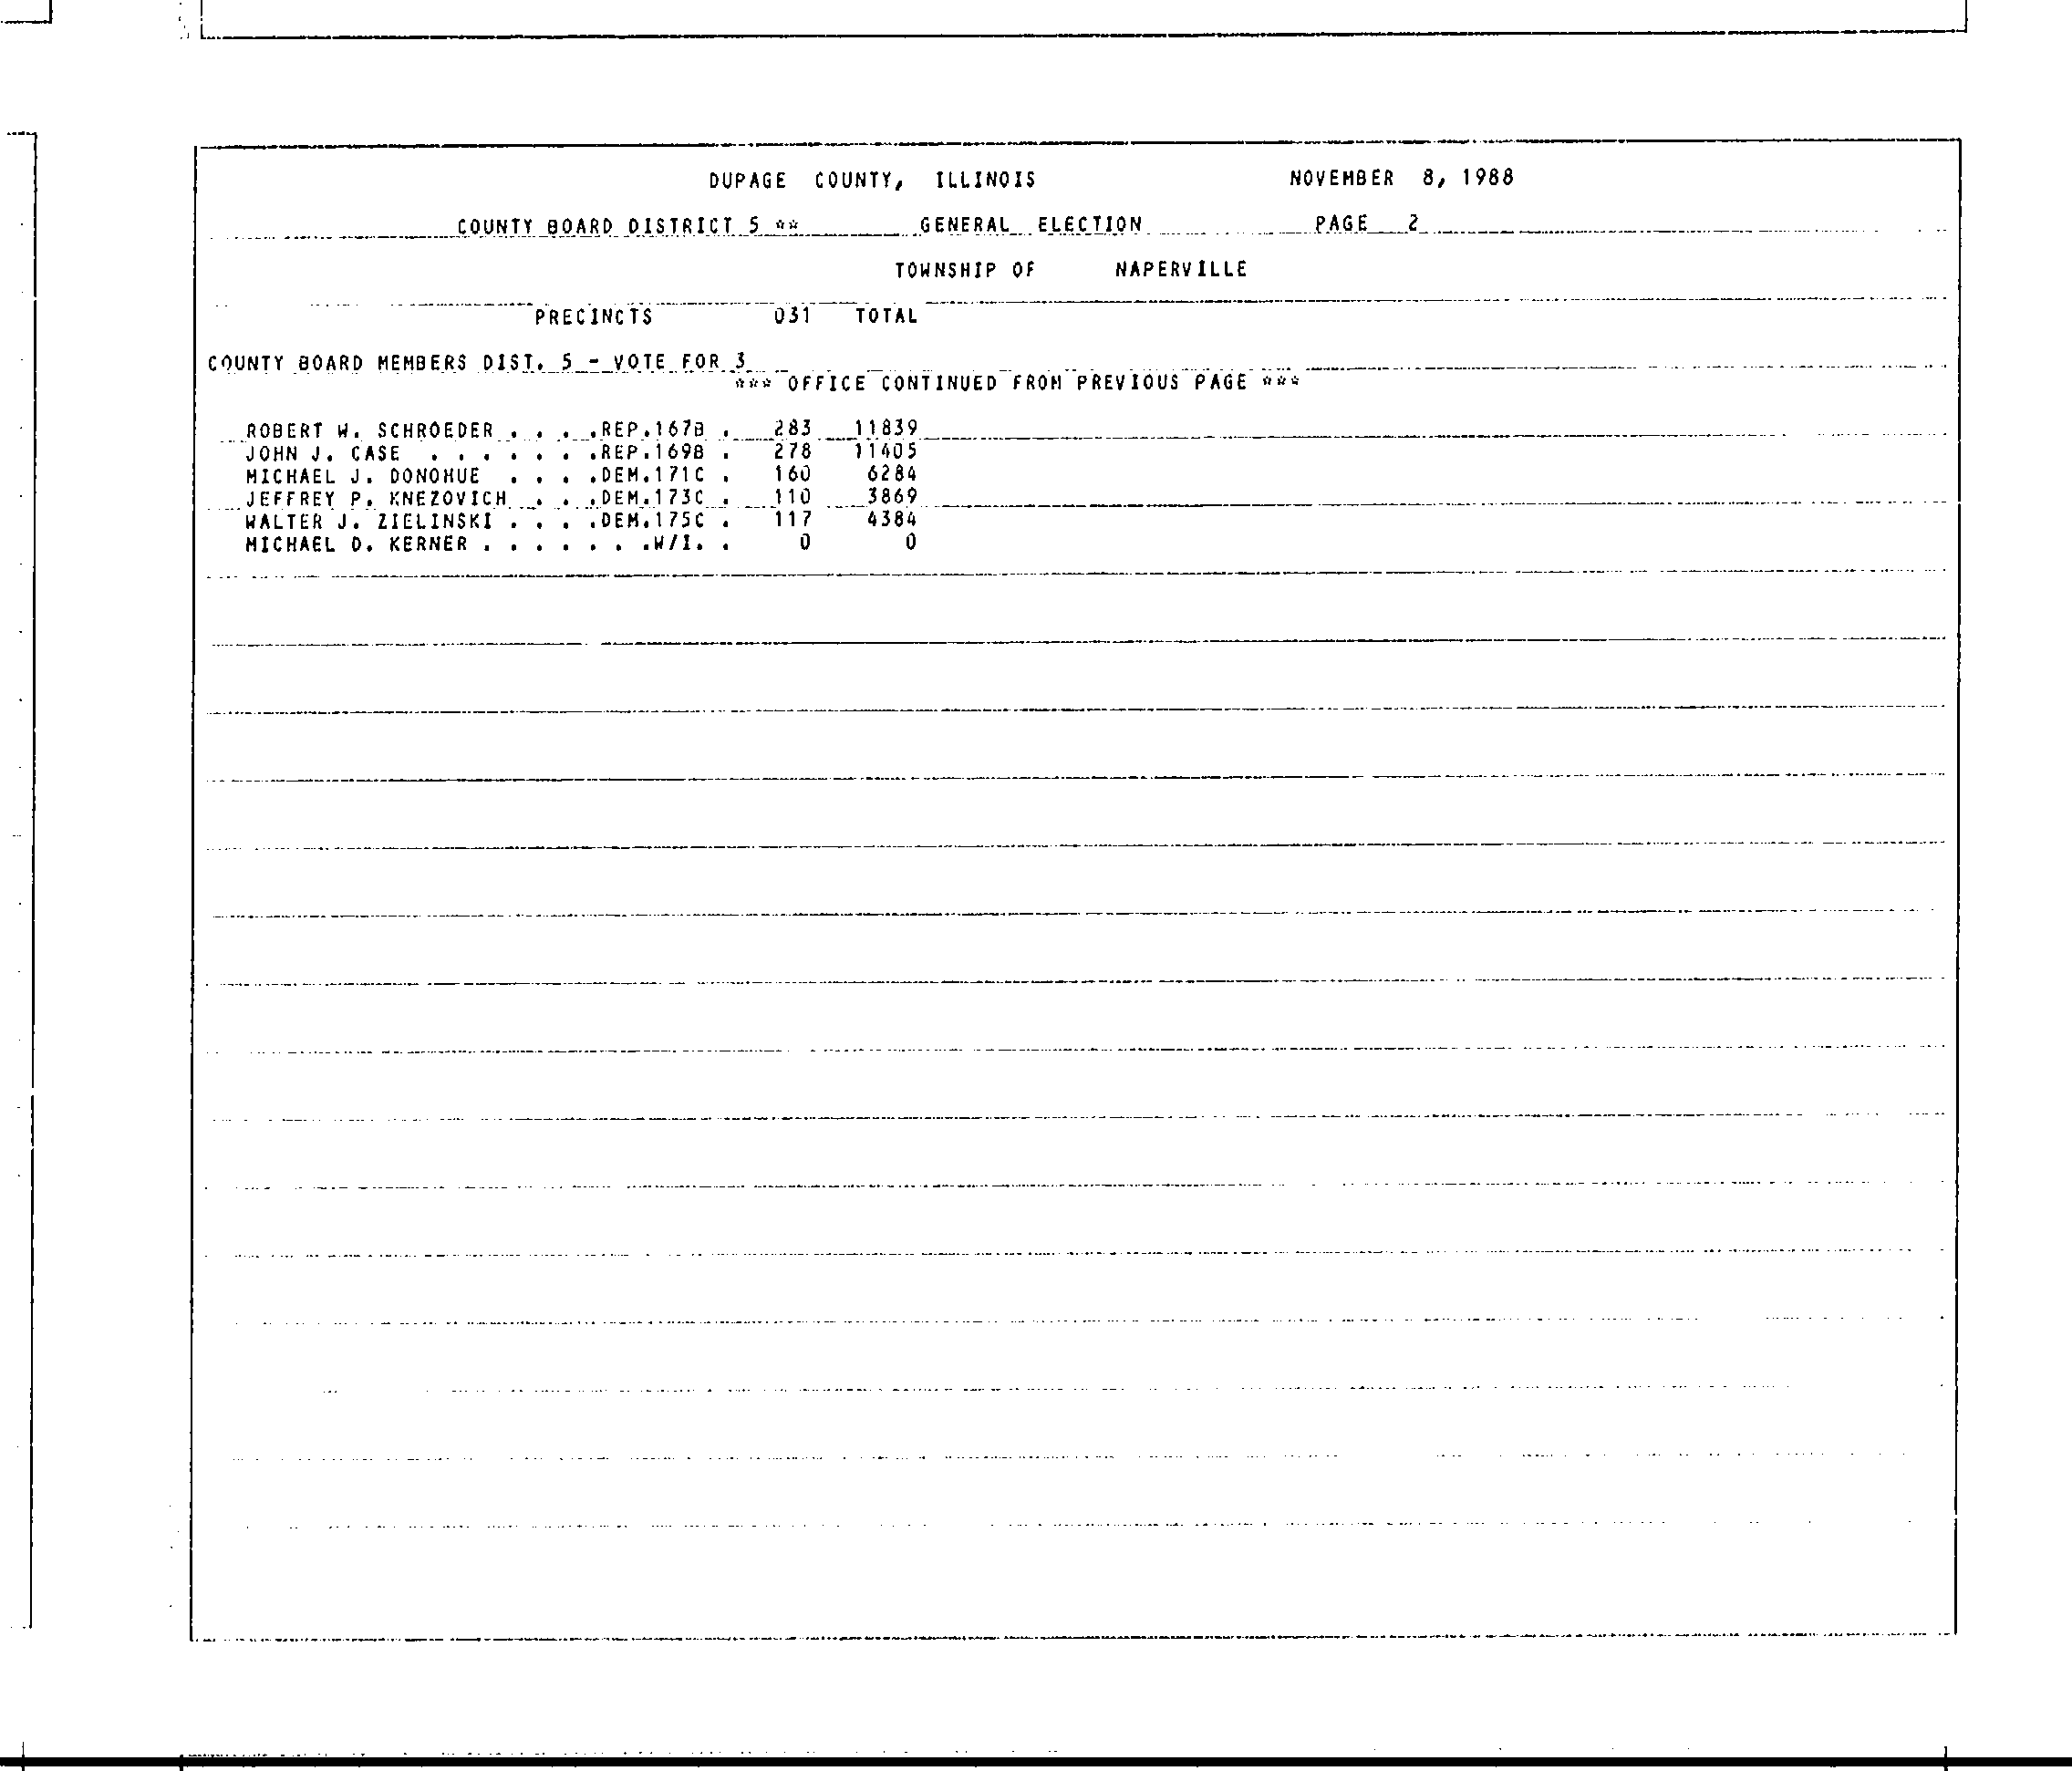 DUPAGE COUNTY, ILLINOIS NOVEMBER 8, 1988
COUNTY BOARD DISTRICT 5 ** GENERAL ELECTION PAGE 2
TOWNSHIP OF NAPERVILLE
PRECINCTS 031 TOTAL
COUNTY BOARD MEMBERS DIST. 5 - VOTE FOR 3
*** OFFICE CONTINUED FROM PREVIOUS PAGE ***
ROBERT W. SCHROEDER . . . .REP.167B . 283 11839
JOHN J. CASE . . . . . . .REP.169B . 278 11405
MICHAEL J. DONOHUE . . . .DEM.171C . 160 6284
JEFFREY P. KNEZOVICH . . .DEM.173C . 110 3869
WALTER J. ZIELINSKI . . . .DEM.175C . 117 4384
MICHAEL D. KERNER . . . . . . .W/I. . 0 0